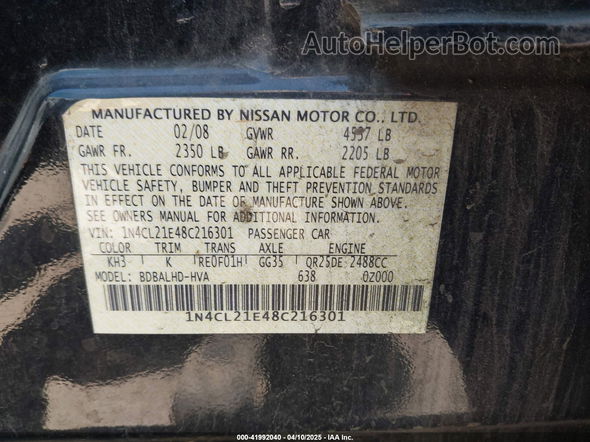 AutoHelperBot.com
MANUFACTURED BY NISSAN MOTOR CO., LTD.
DATE 02/08 GVWR 4537 LB
GAWR FR. 2350 LB GAWR RR. 2205 LB
THIS VEHICLE CONFORMS TO ALL APPLICABLE FEDERAL MOTOR
VEHICLE SAFETY, BUMPER AND THEFT PREVENTION STANDARDS
IN EFFECT ON THE DATE OF MANUFACTURE SHOWN ABOVE.
SEE OWNERS MANUAL FOR ADDITIONAL INFORMATION.
VIN: 1N4CL21E48C216301 PASSENGER CAR
COLOR TRIM TRANS AXLE ENGINE
KH3 K RE0F01H GG35 QR25DE 2488CC
MODEL: BDBALHD-HVA 638 0Z000
1N4CL21E48C216301
000-41992040 - 04/10/2025 - IAA Inc.